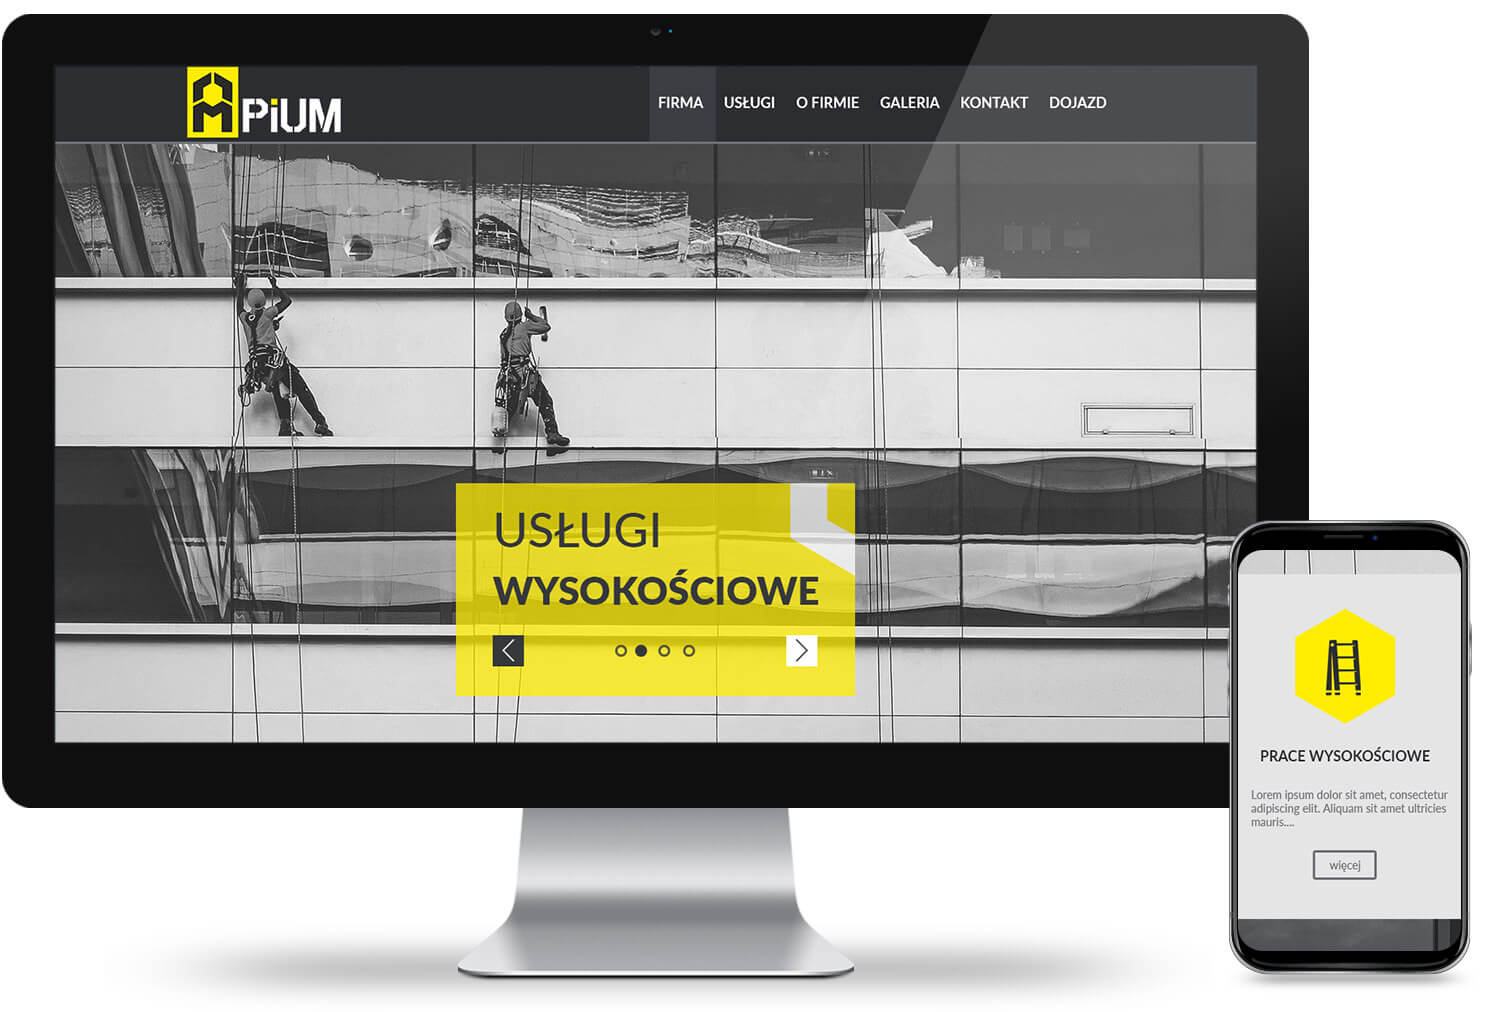 APiUM
FIRMA USŁUGI O FIRMIE GALERIA KONTAKT DOJAZD
USŁUGI
WYSOKOŚCIOWE
PRACE WYSOKOŚCIOWE
Lorem ipsum dolor sit amet, consectetur
adipiscing elit. Aliquam sit amet ultricies
mauris....
więcej